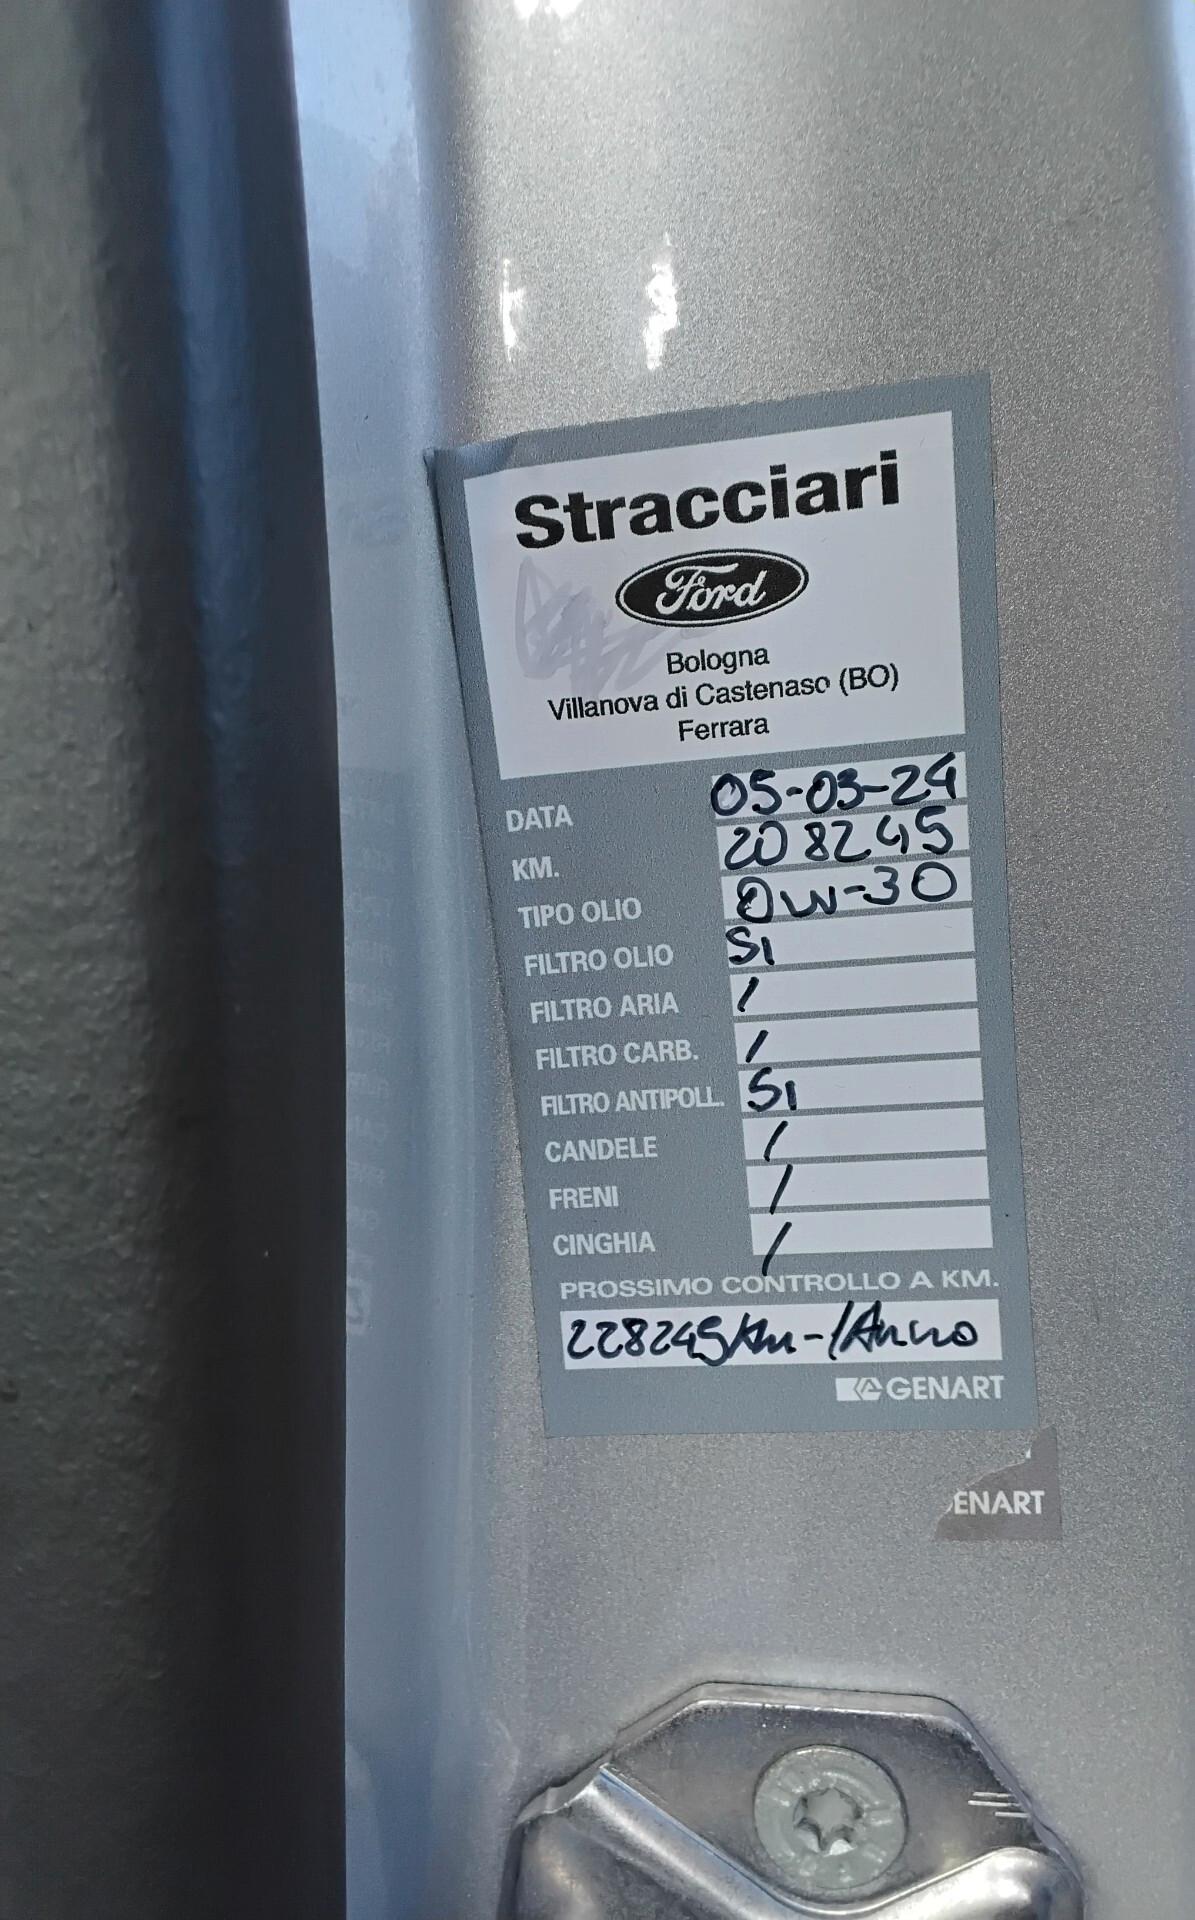 Stracciari
Ford
Bologna
Villanova di Castenaso (BO)
Ferrara
DATA 05-03-24
KM. 208245
TIPO OLIO 0W-30
FILTRO OLIO SI
FILTRO ARIA /
FILTRO CARB. /
FILTRO ANTIPOLL. SI
CANDELE /
FRENI /
CINGHIA /
PROSSIMO CONTROLLO A KM.
228245Km-1Anno
GENART
ENART